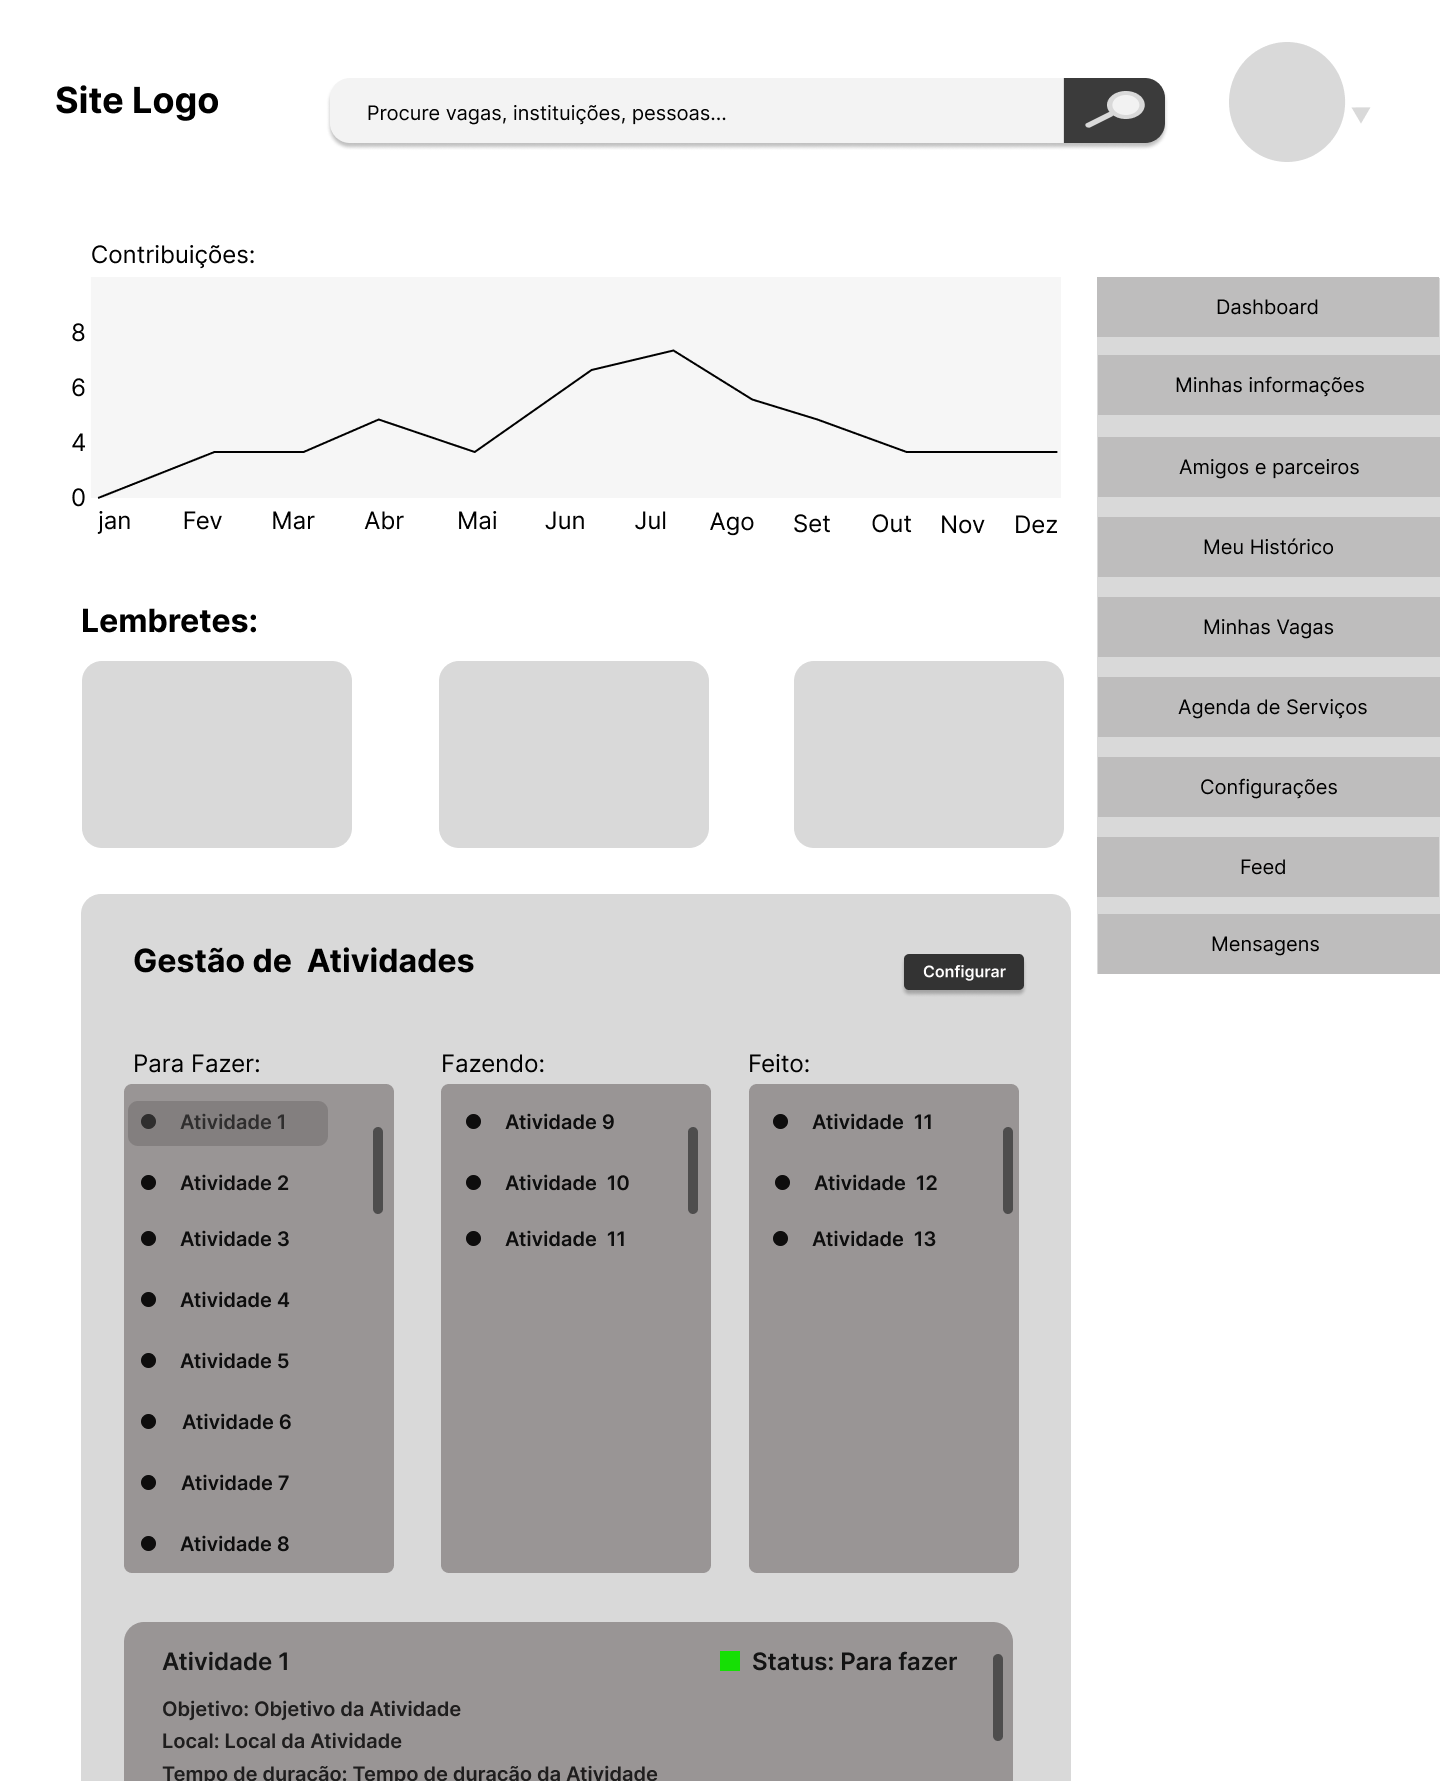 Site Logo
Procure vagas, instituições, pessoas...
Contribuições:
8
6
4
0
jan Fev Mar Abr Mai Jun Jul Ago Set Out Nov Dez
Dashboard
Minhas informações
Amigos e parceiros
Meu Histórico
Minhas Vagas
Agenda de Serviços
Configurações
Feed
Mensagens
Lembretes:
Gestão de Atividades
Configurar
Para Fazer:
Atividade 1
Atividade 2
Atividade 3
Atividade 4
Atividade 5
Atividade 6
Atividade 7
Atividade 8
Fazendo:
Atividade 9
Atividade 10
Atividade 11
Feito:
Atividade 11
Atividade 12
Atividade 13
Atividade 1
Status: Para fazer
Objetivo: Objetivo da Atividade
Local: Local da Atividade
Tempo de duração: Tempo de duração da Atividade